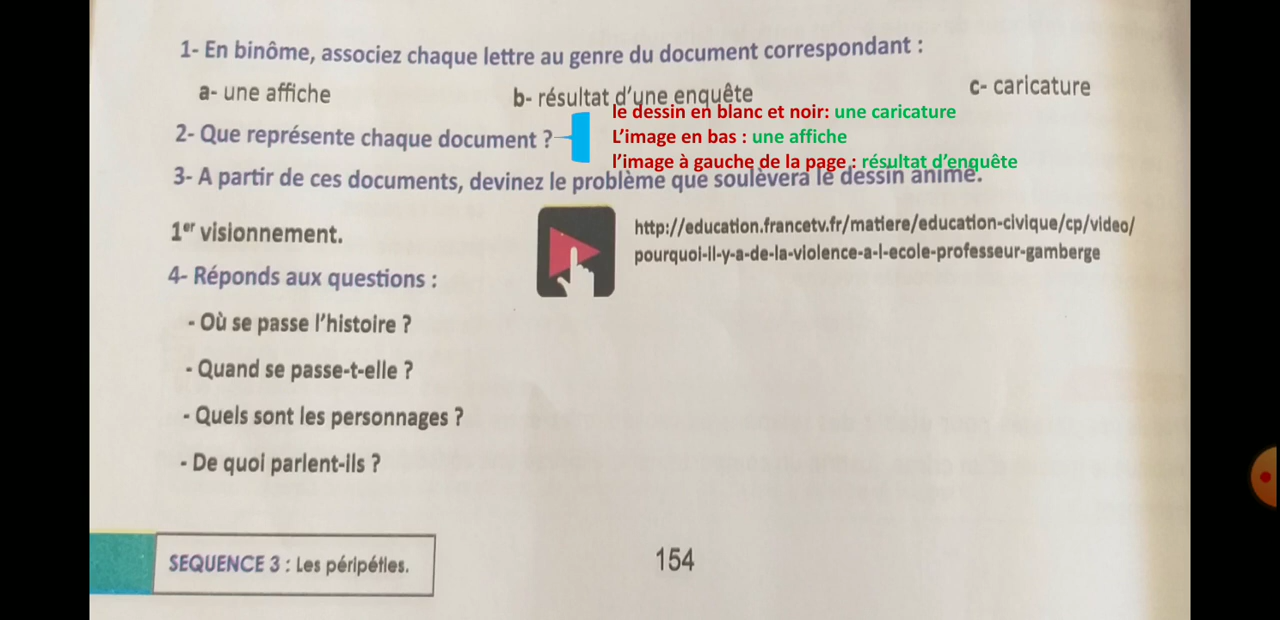 1- En binôme, associez chaque lettre au genre du document correspondant :
a- une affiche b- résultat d'une enquête c- caricature
le dessin en blanc et noir: une caricature
2- Que représente chaque document ?
L'image en bas : une affiche
l'image à gauche de la page : résultat d'enquête
3- A partir de ces documents, devinez le problème que soulèvera le dessin animé.
1er visionnement.
http://education.francetv.fr/matiere/education-civique/cp/video/
pourquoi-il-y-a-de-la-violence-a-l-ecole-professeur-gamberge
4- Réponds aux questions :
- Où se passe l'histoire ?
- Quand se passe-t-elle ?
- Quels sont les personnages ?
- De quoi parlent-ils ?
SEQUENCE 3 : Les péripéties.
154